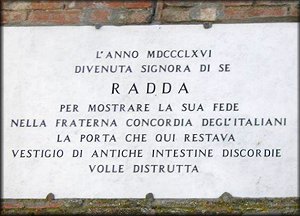 L'ANNO MDCCCLXVI
DIVENUTA SIGNORA DI SE
RADDA
PER MOSTRARE LA SUA FEDE
NELLA FRATERNA CONCORDIA DEGL'ITALIANI
LA PORTA CHE QUI RESTAVA
VESTIGIO DI ANTICHE INTESTINE DISCORDIE
VOLLE DISTRUTTA